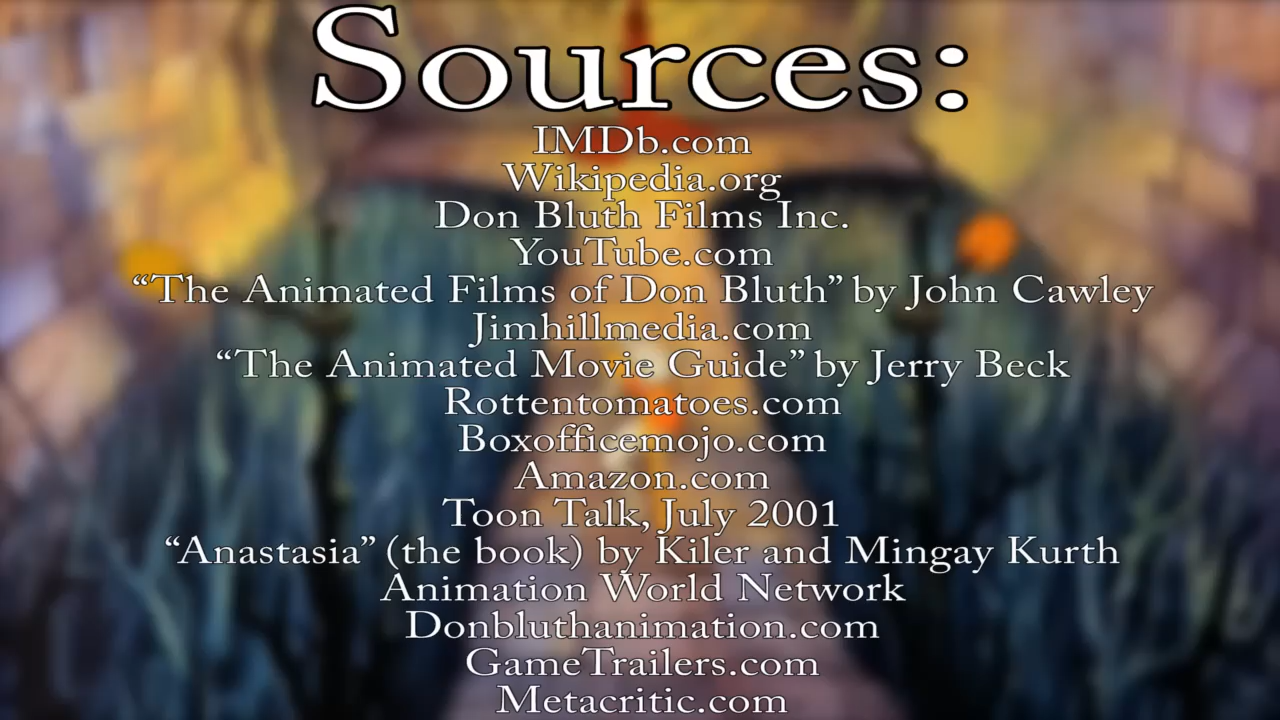 Sources:
IMDb.com
Wikipedia.org
Don Bluth Films Inc.
YouTube.com
“The Animated Films of Don Bluth” by John Cawley
Jimhillmedia.com
“The Animated Movie Guide” by Jerry Beck
Rottentomatoes.com
Boxofficemojo.com
Amazon.com
Toon Talk, July 2001
“Anastasia” (the book) by Kiler and Mingay Kurth
Animation World Network
Donbluthanimation.com
GameTrailers.com
Metacritic.com